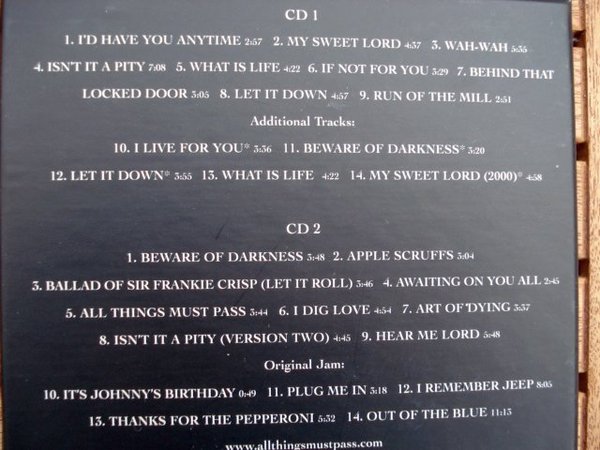 CD 1
1. I'D HAVE YOU ANYTIME 2:57 2. MY SWEET LORD 4:37 3. WAH-WAH 5:35
4. ISN'T IT A PITY 7:08 5. WHAT IS LIFE 4:22 6. IF NOT FOR YOU 3:29 7. BEHIND THAT
LOCKED DOOR 3:05 8. LET IT DOWN 4:57 9. RUN OF THE MILL 2:51
Additional Tracks:
10. I LIVE FOR YOU* 3:36 11. BEWARE OF DARKNESS* 3:20
12. LET IT DOWN* 3:55 13. WHAT IS LIFE 4:22 14. MY SWEET LORD (2000)* 4:58
CD 2
1. BEWARE OF DARKNESS 3:48 2. APPLE SCRUFFS 3:04
3. BALLAD OF SIR FRANKIE CRISP (LET IT ROLL) 3:46 4. AWAITING ON YOU ALL 2:45
5. ALL THINGS MUST PASS 3:44 6. I DIG LOVE 4:54 7. ART OF DYING 3:37
8. ISN'T IT A PITY (VERSION TWO) 4:45 9. HEAR ME LORD 5:48
Original Jam:
10. IT'S JOHNNY'S BIRTHDAY 0:49 11. PLUG ME IN 3:18 12. I REMEMBER JEEP 8:05
13. THANKS FOR THE PEPPERONI 5:32 14. OUT OF THE BLUE 11:13
www.allthingsmustpass.com